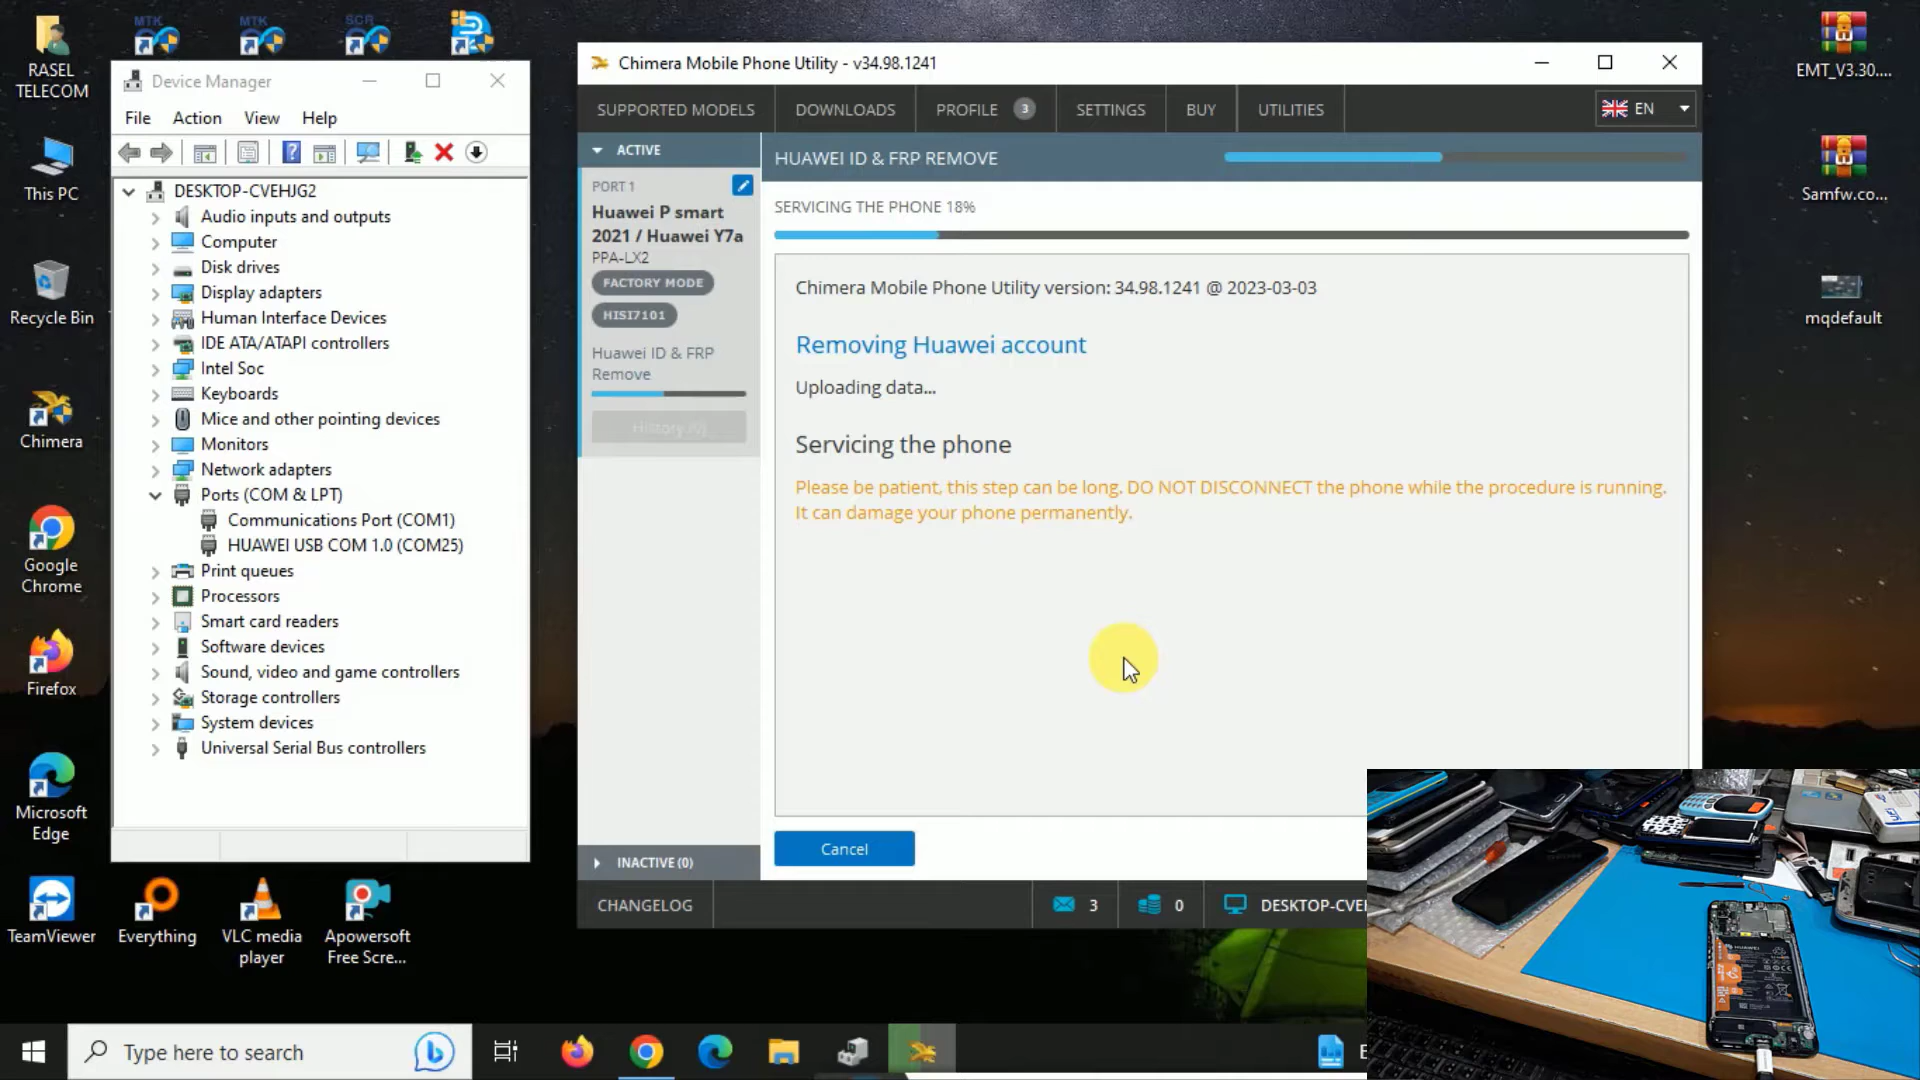 RASEL
TELECOM
MTK
MTK
SCR
This PC
Recycle Bin
Chimera
Google
Chrome
Firefox
Microsoft
Edge
TeamViewer
Everything
VLC media
player
Apowersoft
Free Scre...
Device Manager
File Action View Help
DESKTOP-CVEHJG2
Audio inputs and outputs
Computer
Disk drives
Display adapters
Human Interface Devices
IDE ATA/ATAPI controllers
Intel Soc
Keyboards
Mice and other pointing devices
Monitors
Network adapters
Ports (COM & LPT)
Communications Port (COM1)
HUAWEI USB COM 1.0 (COM25)
Print queues
Processors
Smart card readers
Software devices
Sound, video and game controllers
Storage controllers
System devices
Universal Serial Bus controllers
Chimera Mobile Phone Utility - v34.98.1241
SUPPORTED MODELS DOWNLOADS PROFILE 3 SETTINGS BUY UTILITIES EN
ACTIVE
PORT 1
Huawei P smart
2021 / Huawei Y7a
PPA-LX2
FACTORY MODE
HISI7101
Huawei ID & FRP
Remove
History (0)
INACTIVE (0)
HUAWEI ID & FRP REMOVE
SERVICING THE PHONE 18%
Chimera Mobile Phone Utility version: 34.98.1241 @ 2023-03-03
Removing Huawei account
Uploading data...
Servicing the phone
Please be patient, this step can be long. DO NOT DISCONNECT the phone while the procedure is running.
It can damage your phone permanently.
Cancel
CHANGELOG 3 0 DESKTOP-CVEH
EMT_V3.30....
Samfw.co...
mqdefault
HUAWEI
Type here to search